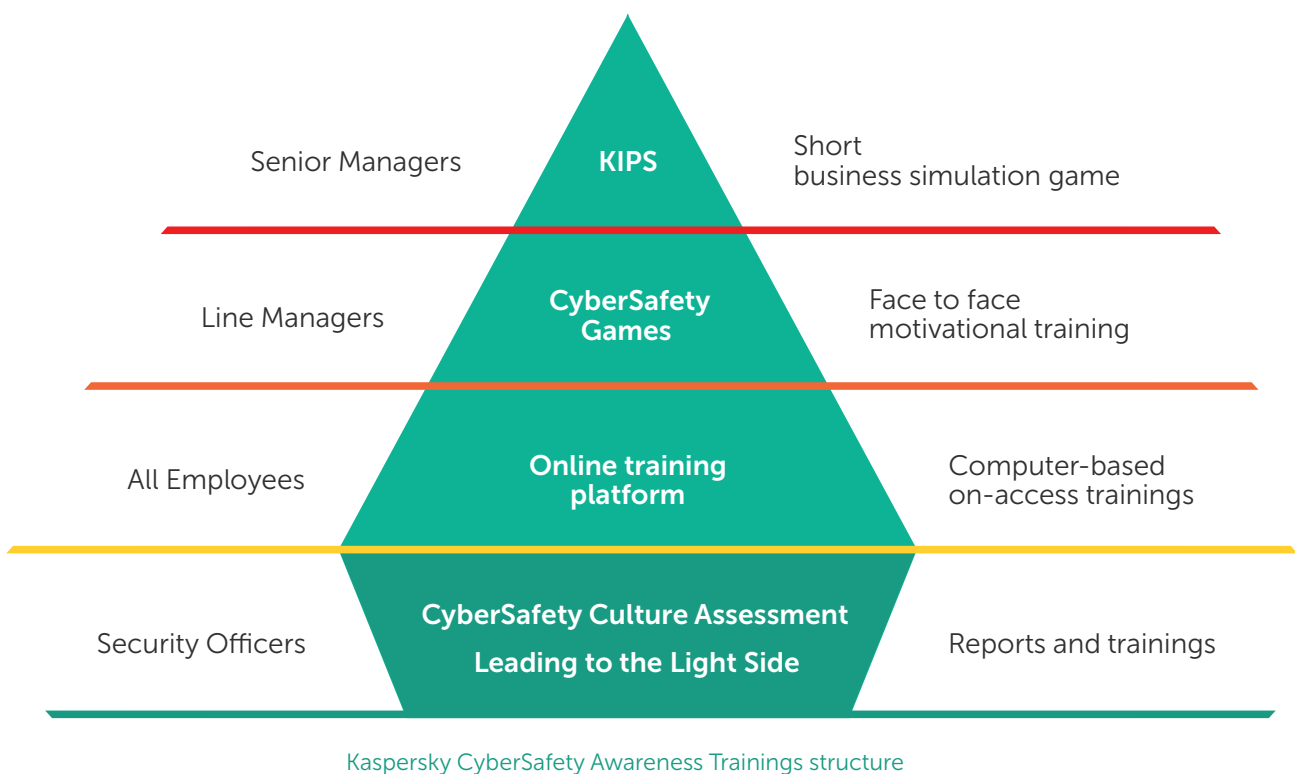 Senior Managers
KIPS
Short
business simulation game
Line Managers
CyberSafety
Games
Face to face
motivational training
All Employees
Online training
platform
Computer-based
on-access trainings
Security Officers
CyberSafety Culture Assessment
Leading to the Light Side
Reports and trainings
Kaspersky CyberSafety Awareness Trainings structure